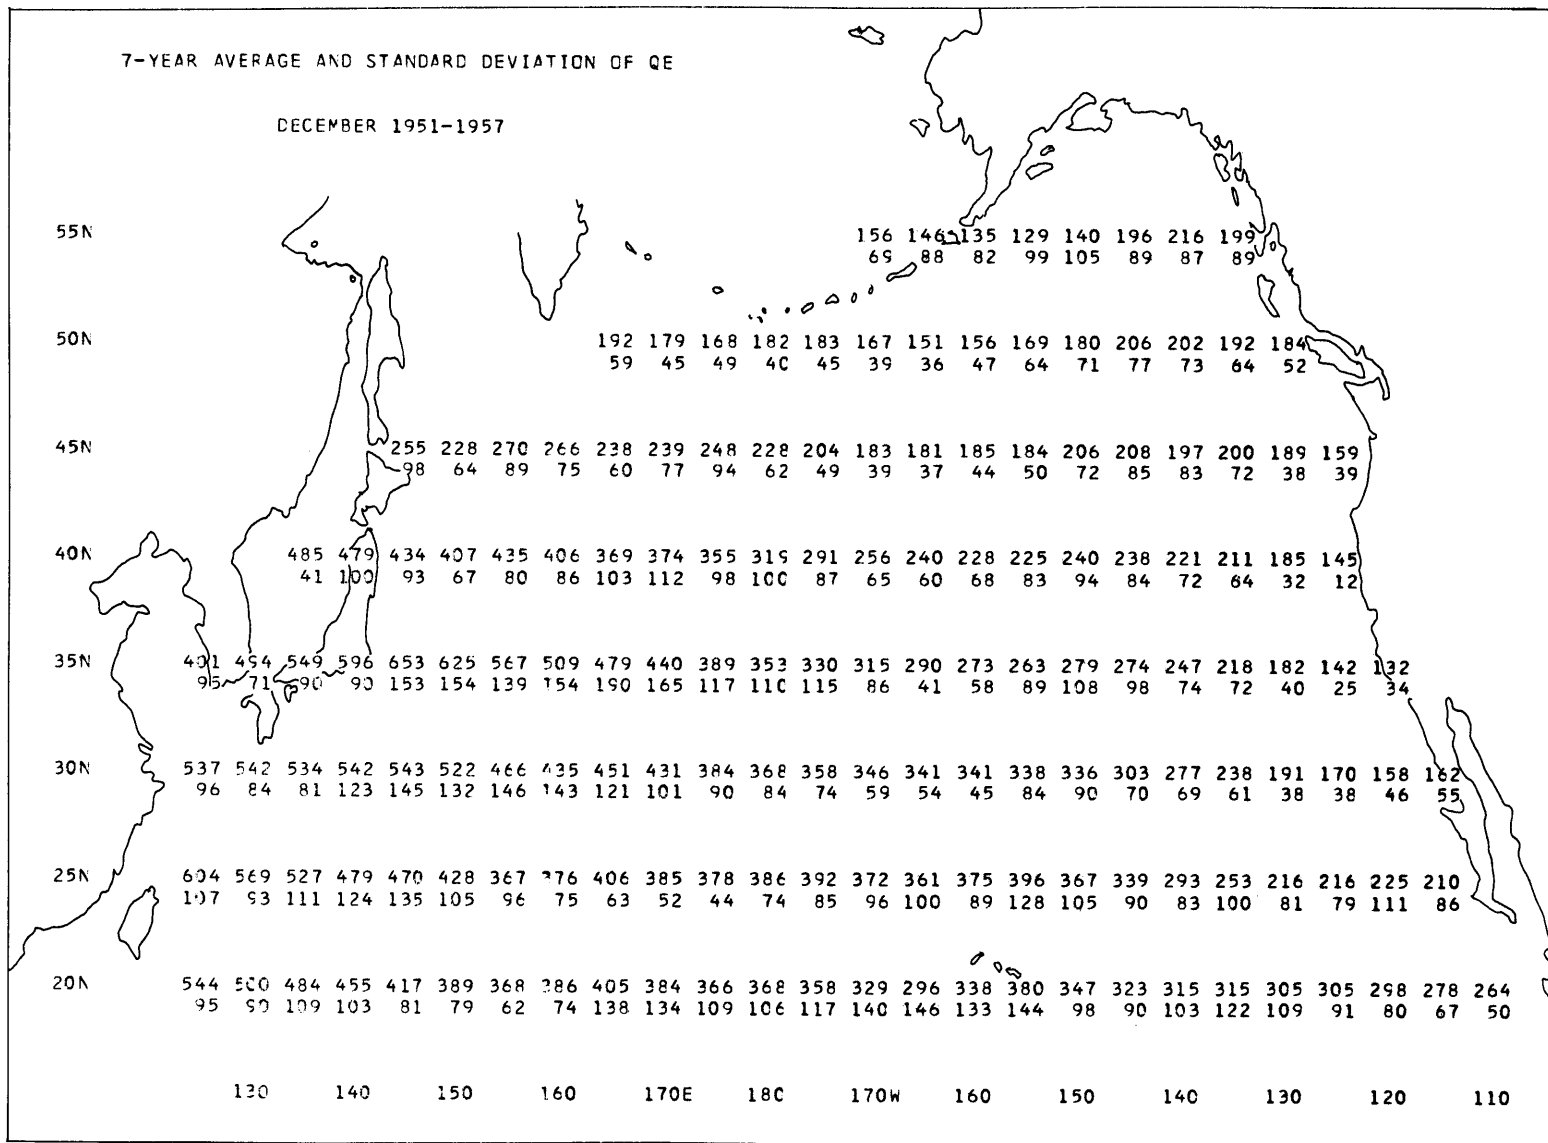 7-YEAR AVERAGE AND STANDARD DEVIATION OF QE
DECEMBER 1951-1957
55N 156 146 135 129 140 196 216 199
69 88 82 99 105 89 87 89
50N 192 179 168 182 183 167 151 156 169 180 206 202 192 184
59 45 49 40 45 39 36 47 64 71 77 73 64 52
45N 255 228 270 266 238 239 248 228 204 183 181 185 184 206 208 197 200 189 159
98 64 89 75 60 77 94 62 49 39 37 44 50 72 85 83 72 38 39
40N 485 479 434 407 435 406 369 374 355 319 291 256 240 228 225 240 238 221 211 185 145
41 100 93 67 80 86 103 112 98 100 87 65 60 68 83 94 84 72 64 32 12
35N 401 494 549 596 653 625 567 509 479 440 389 353 330 315 290 273 263 279 274 247 218 182 142 132
95 71 90 90 153 154 139 154 190 165 117 110 115 86 41 58 89 108 98 74 72 40 25 34
30N 537 542 534 542 543 522 466 435 451 431 384 368 358 346 341 341 338 336 303 277 238 191 170 158 162
96 84 81 123 145 132 146 143 121 101 90 84 74 59 54 45 84 90 70 69 61 38 38 46 55
25N 604 569 527 479 470 428 367 376 406 385 378 386 392 372 361 375 396 367 339 293 253 216 216 225 210
107 93 111 124 135 105 96 75 63 52 44 74 85 96 100 89 128 105 90 83 100 81 79 111 86
20N 544 500 484 455 417 389 368 386 405 384 366 368 358 329 296 338 380 347 323 315 315 305 305 298 278 264
95 90 109 103 81 79 62 74 138 134 109 106 117 140 146 133 144 98 90 103 122 109 91 80 67 50
130 140 150 160 170E 180 170W 160 150 140 130 120 110